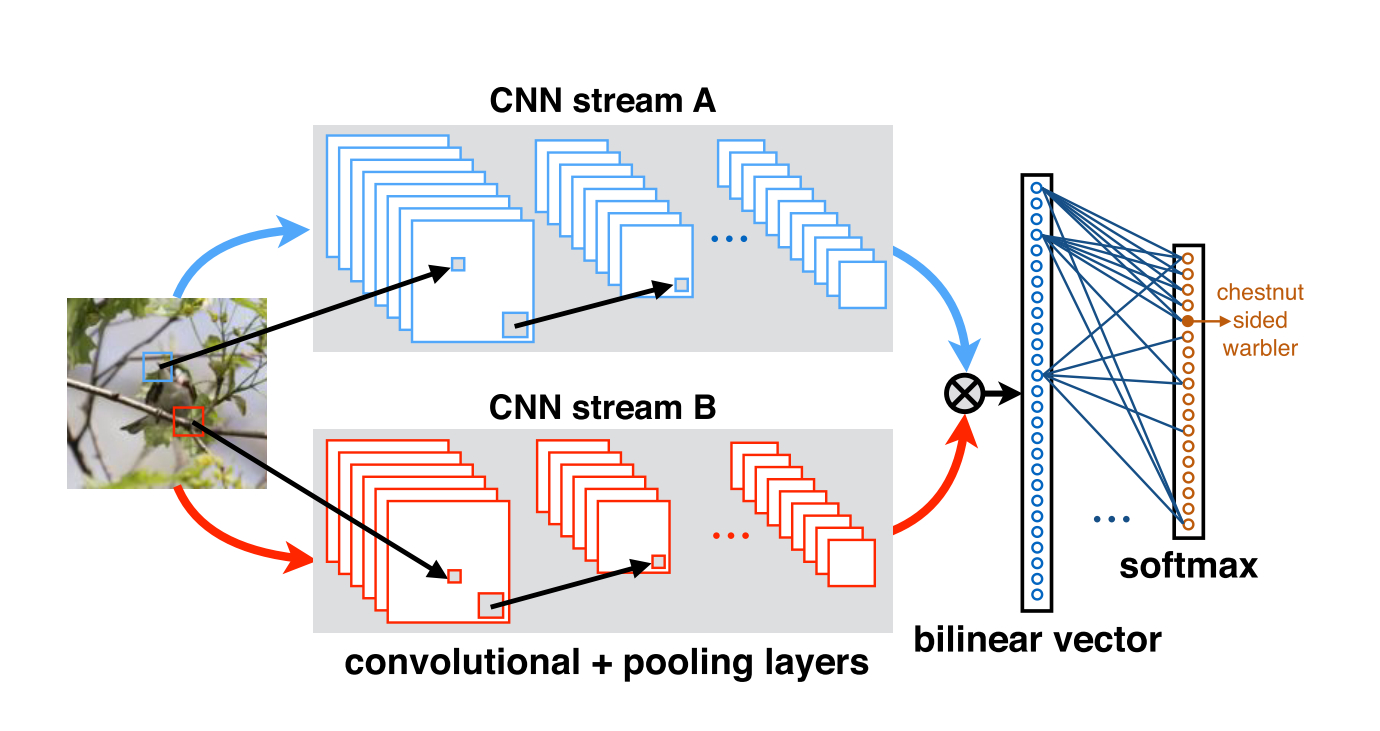 CNN stream A
chestnut
sided
warbler
CNN stream B
softmax
bilinear vector
convolutional + pooling layers